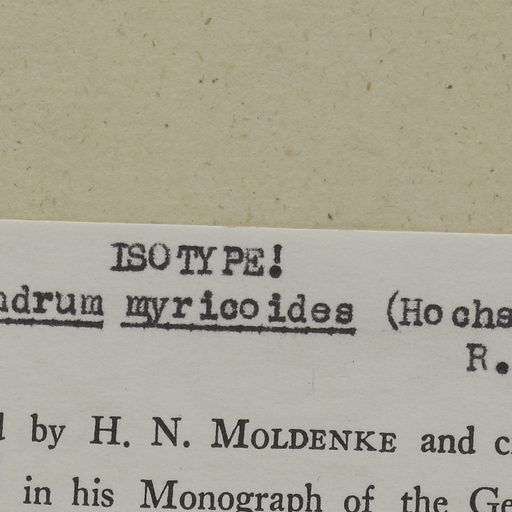 ISOTYPE!
ndrum myricoides (Hochs
R.
by H. N. MOLDENKE and c
in his Monograph of the Ge